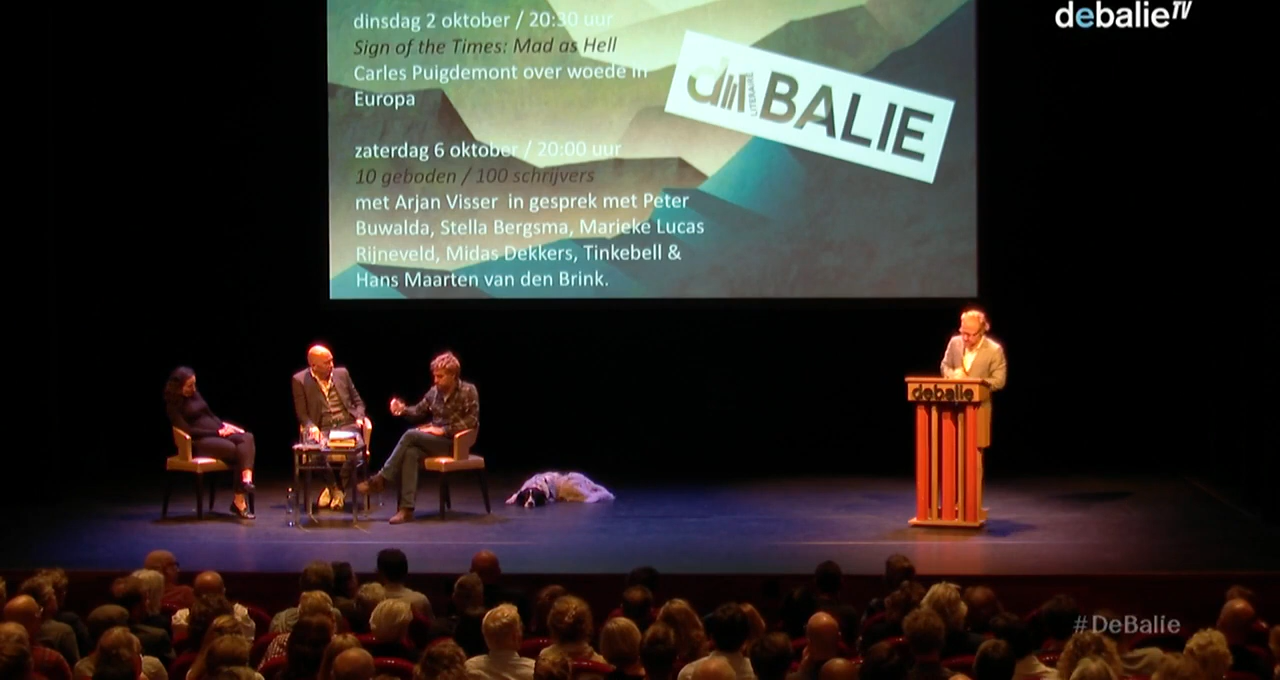 debalieTV
dinsdag 2 oktober / 20:30 uur
Sign of the Times: Mad as Hell
Carles Puigdemont over woede in
Europa
zaterdag 6 oktober / 20:00 uur
10 geboden / 100 schrijvers
met Arjan Visser in gesprek met Peter
Buwalda, Stella Bergsma, Marieke Lucas
Rijneveld, Midas Dekkers, Tinkebell &
Hans Maarten van den Brink.
BALIE
debalie
#DeBalie